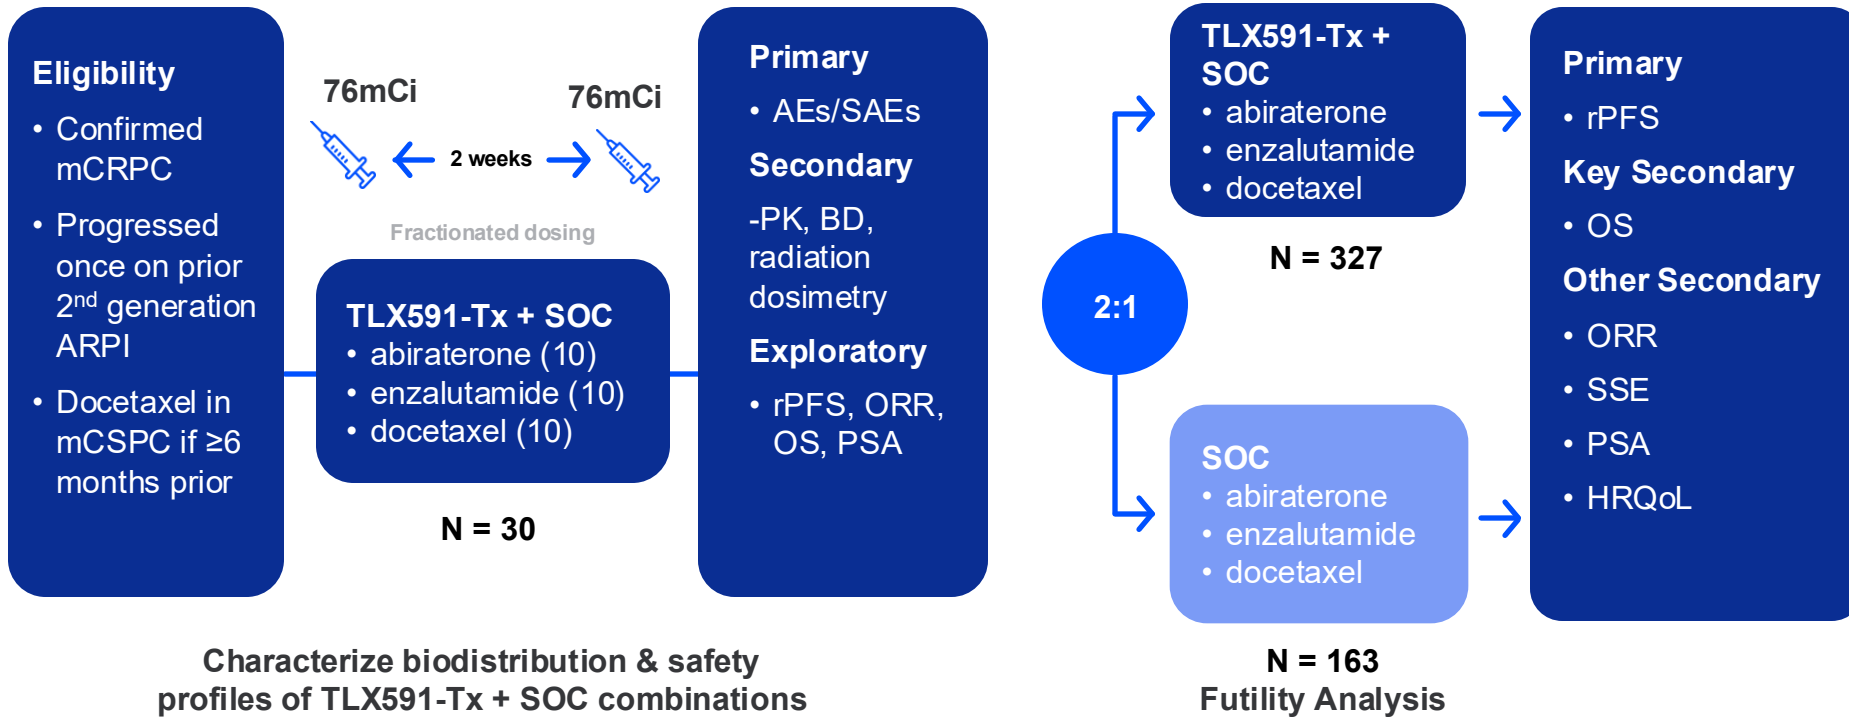 Eligibility
• Confirmed
mCRPC
• Progressed
once on prior
2nd generation
ARPI
• Docetaxel in
mCSPC if ≥6
months prior
76mCi
76mCi
2 weeks
Fractionated dosing
TLX591-Tx + SOC
• abiraterone (10)
• enzalutamide (10)
• docetaxel (10)
N = 30
Primary
• AEs/SAEs
Secondary
-PK, BD,
radiation
dosimetry
Exploratory
• rPFS, ORR,
OS, PSA
Characterize biodistribution & safety
profiles of TLX591-Tx + SOC combinations
2:1
TLX591-Tx +
SOC
• abiraterone
• enzalutamide
• docetaxel
N = 327
SOC
• abiraterone
• enzalutamide
• docetaxel
N = 163
Futility Analysis
Primary
• rPFS
Key Secondary
• OS
Other Secondary
• ORR
• SSE
• PSA
• HRQoL